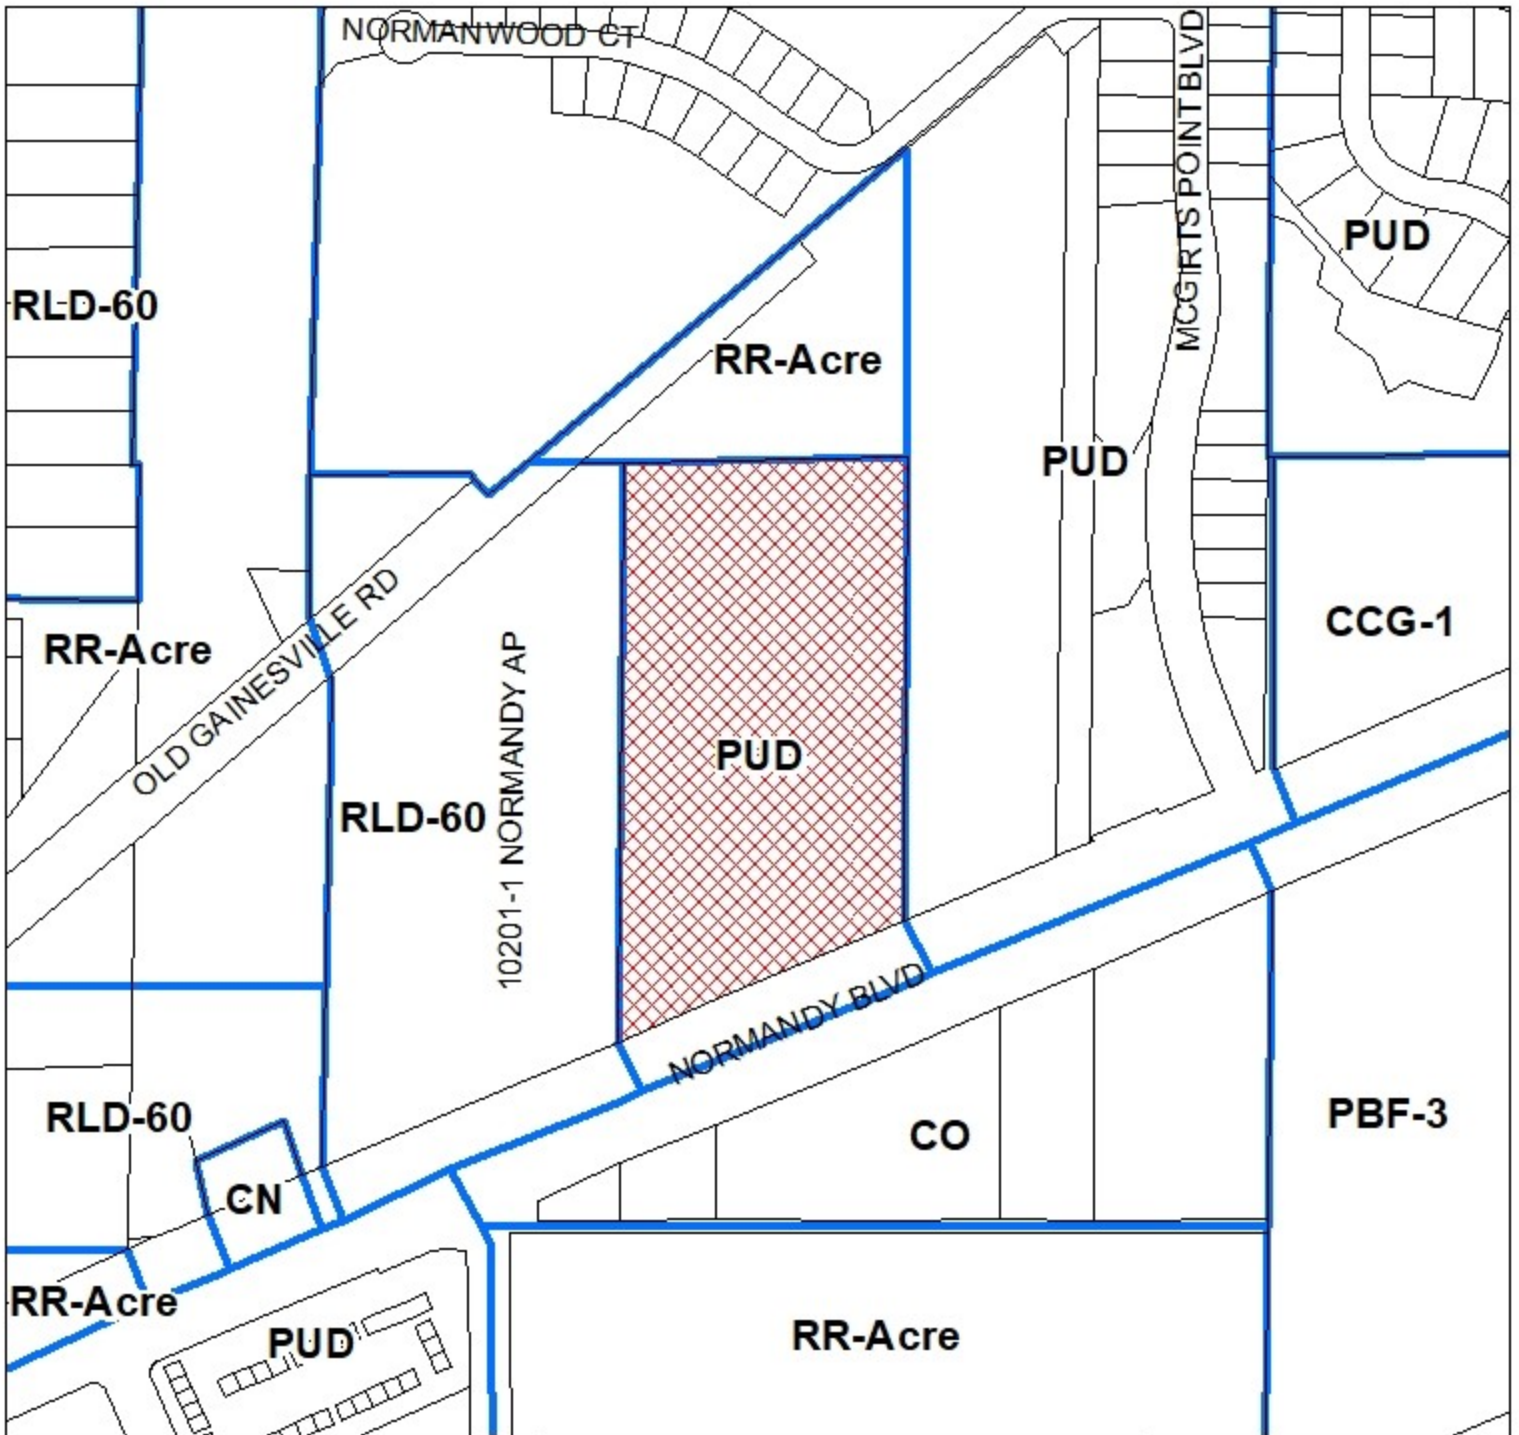 NORMANWOOD CT
MCGIRTS POINT BLVD
PUD
RLD-60
RR-Acre
PUD
CCG-1
RR-Acre
OLD GAINESVILLE RD
10201-1 NORMANDY AP
PUD
RLD-60
NORMANDY BLVD
RLD-60
PBF-3
CO
CN
RR-Acre
PUD
RR-Acre